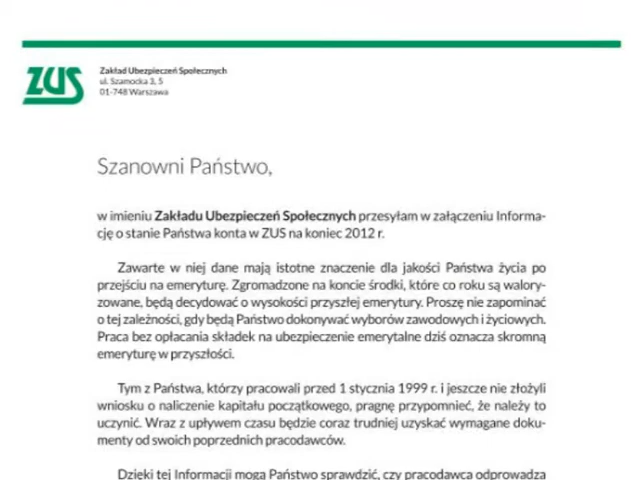 ZUS
Zakład Ubezpieczeń Społecznych
ul. Szamocka 3, 5
01-748 Warszawa
Szanowni Państwo,
w imieniu Zakładu Ubezpieczeń Społecznych przesyłam w załączeniu Informa-
cję o stanie Państwa konta w ZUS na koniec 2012 r.
Zawarte w niej dane mają istotne znaczenie dla jakości Państwa życia po
przejściu na emeryturę. Zgromadzone na koncie środki, które co roku są walory-
zowane, będą decydować o wysokości przyszłej emerytury. Proszę nie zapominać
o tej zależności, gdy będą Państwo dokonywać wyborów zawodowych i życiowych.
Praca bez opłacania składek na ubezpieczenie emerytalne dziś oznacza skromną
emeryturę w przyszłości.
Tym z Państwa, którzy pracowali przed 1 stycznia 1999 r. i jeszcze nie złożyli
wniosku o naliczenie kapitału początkowego, pragnę przypomnieć, że należy to
uczynić. Wraz z upływem czasu będzie coraz trudniej uzyskać wymagane doku-
menty od swoich poprzednich pracodawców.
Dzięki tej Informacji mogą Państwo sprawdzić, czy pracodawca odprowadza